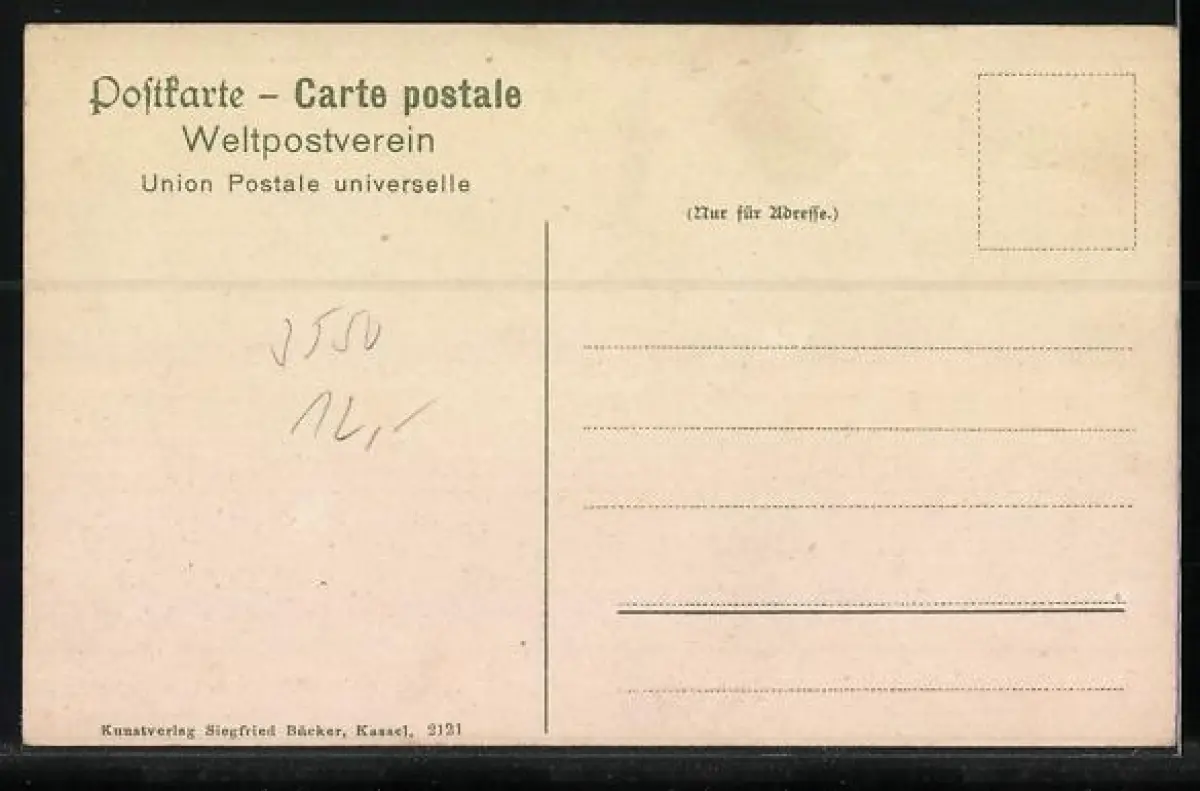 Poſtkarte – Carte postale
Weltpostverein
Union Postale universelle
(Nur für Adreſſe.)
3550
12,-
Kunstverlag Siegfried Bäcker, Kassel, 2121